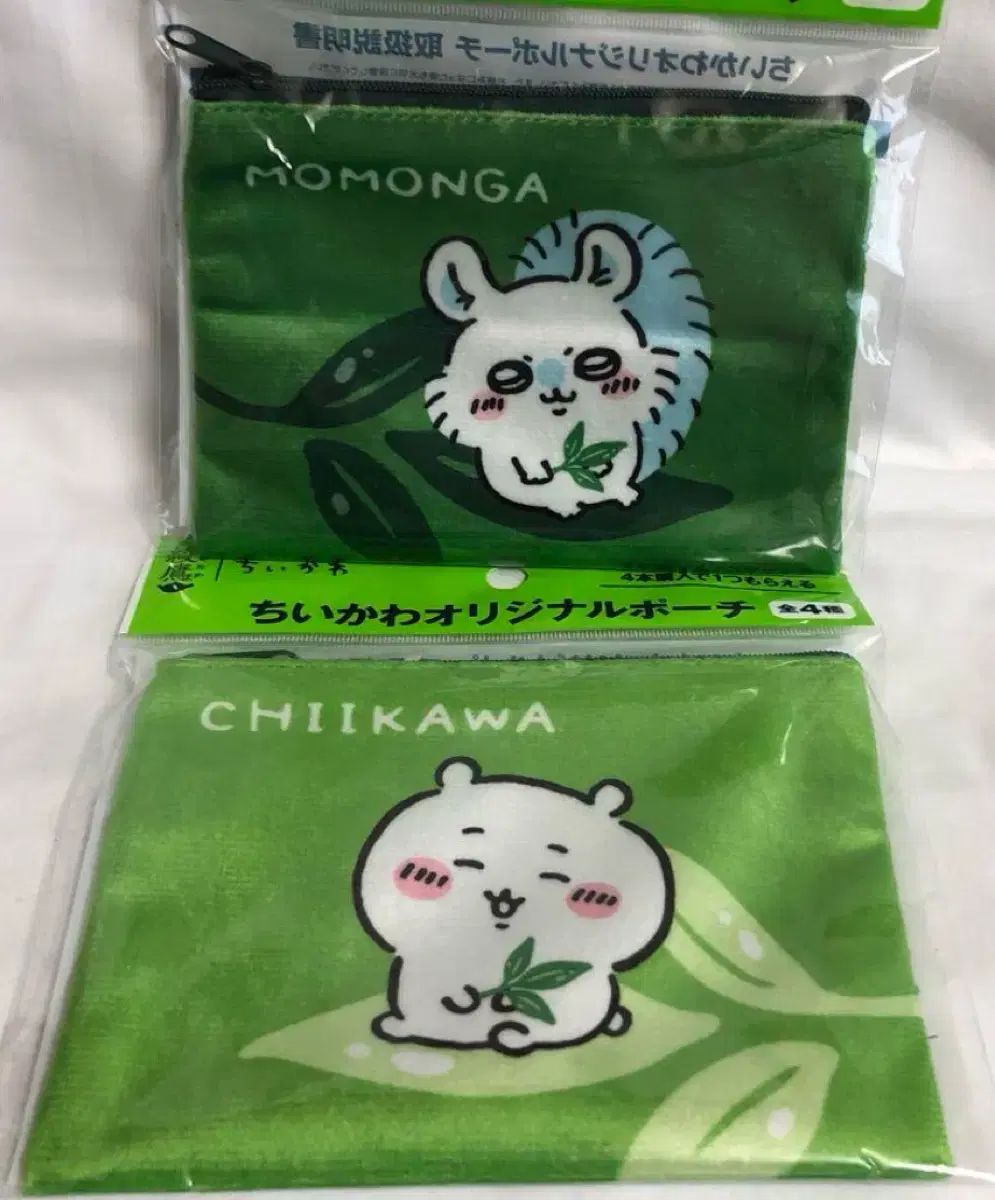 ちいかわオリジナルポーチ 取扱説明書
MOMONGA
鷹 ちいかわ
4本購入で1つもらえる
ちいかわオリジナルポーチ 全4種
CHIIKAWA